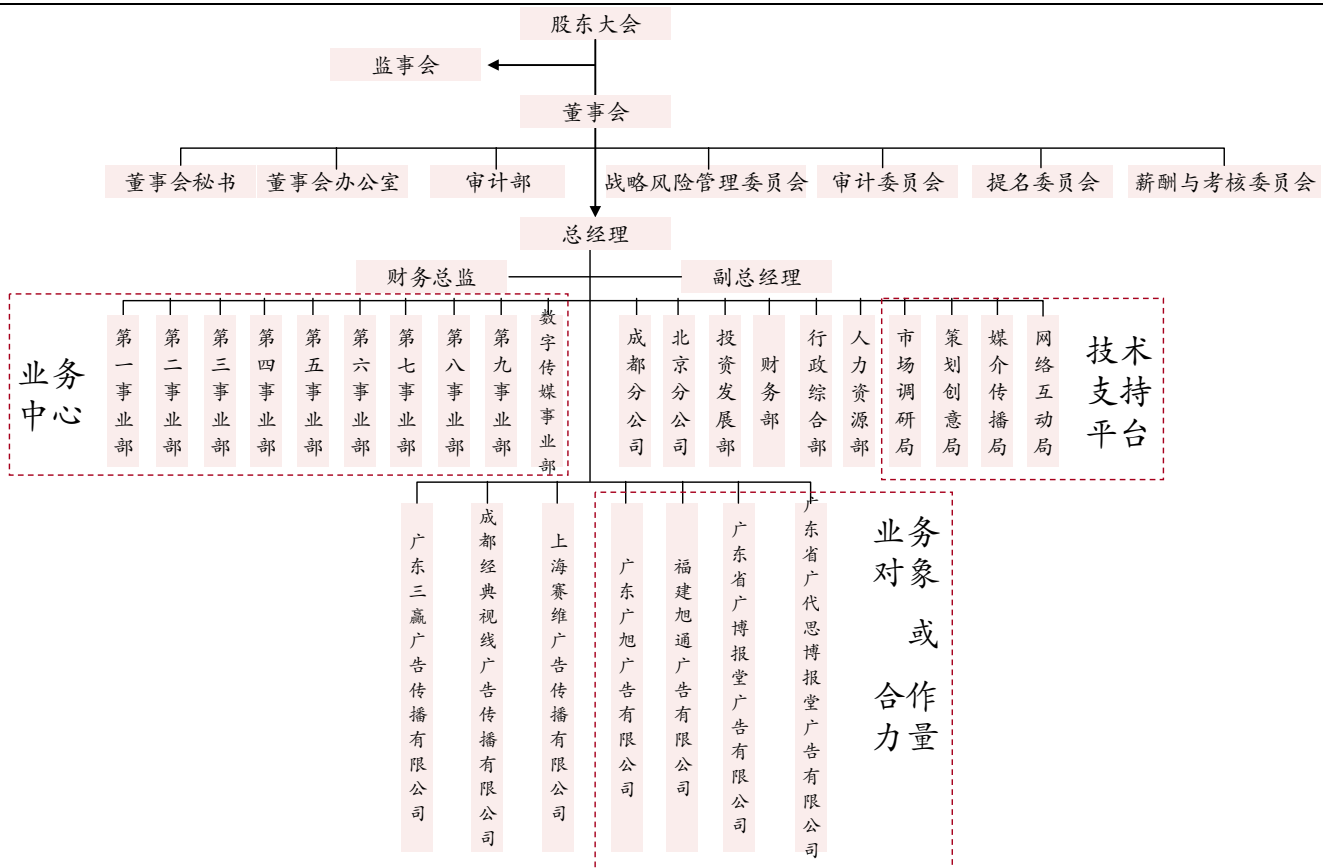 股东大会
监事会
董事会
董事会秘书
董事会办公室
审计部
战略风险管理委员会
审计委员会
提名委员会
薪酬与考核委员会
总经理
财务总监
副总经理
业务
中心
第一事业部
第二事业部
第三事业部
第四事业部
第五事业部
第六事业部
第七事业部
第八事业部
第九事业部
数字传媒事业部
成都分公司
北京分公司
投资发展部
财务部
行政综合部
人力资源部
市场调研局
策划创意局
媒介传播局
网络互动局
技术
支持
平台
广东三赢广告传播有限公司
成都经典视线广告传播有限公司
上海赛维广告传播有限公司
广东广旭广告有限公司
福建旭通广告有限公司
广东省广博报堂广告有限公司
广东省广代思博报堂广告有限公司
业务
对象
或
合作
力量